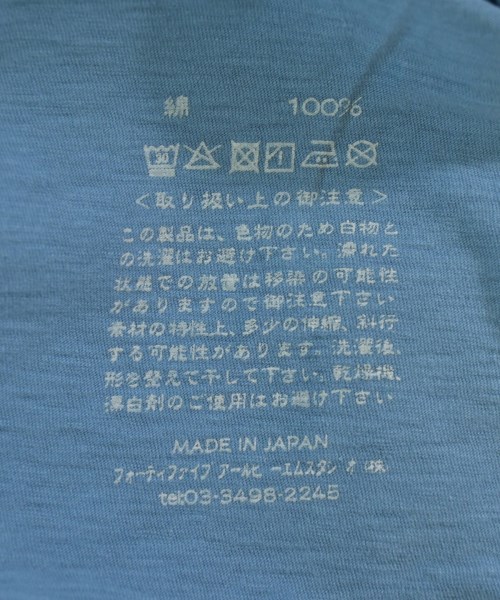 綿 100%
30
<取り扱い上の御注意>
この製品は、色物のため白物と
の洗濯はお避け下さい。濡れた
状態での放置は移染の可能性
がありますので御注意下さい
素材の特性上、多少の伸縮、斜行
する可能性があります。洗濯後、
形を整えて干して下さい。乾燥機、
漂白剤のご使用はお避け下さい
MADE IN JAPAN
フォーティファイブ アールピーエムスタジオ(株)
tel:03-3498-2245